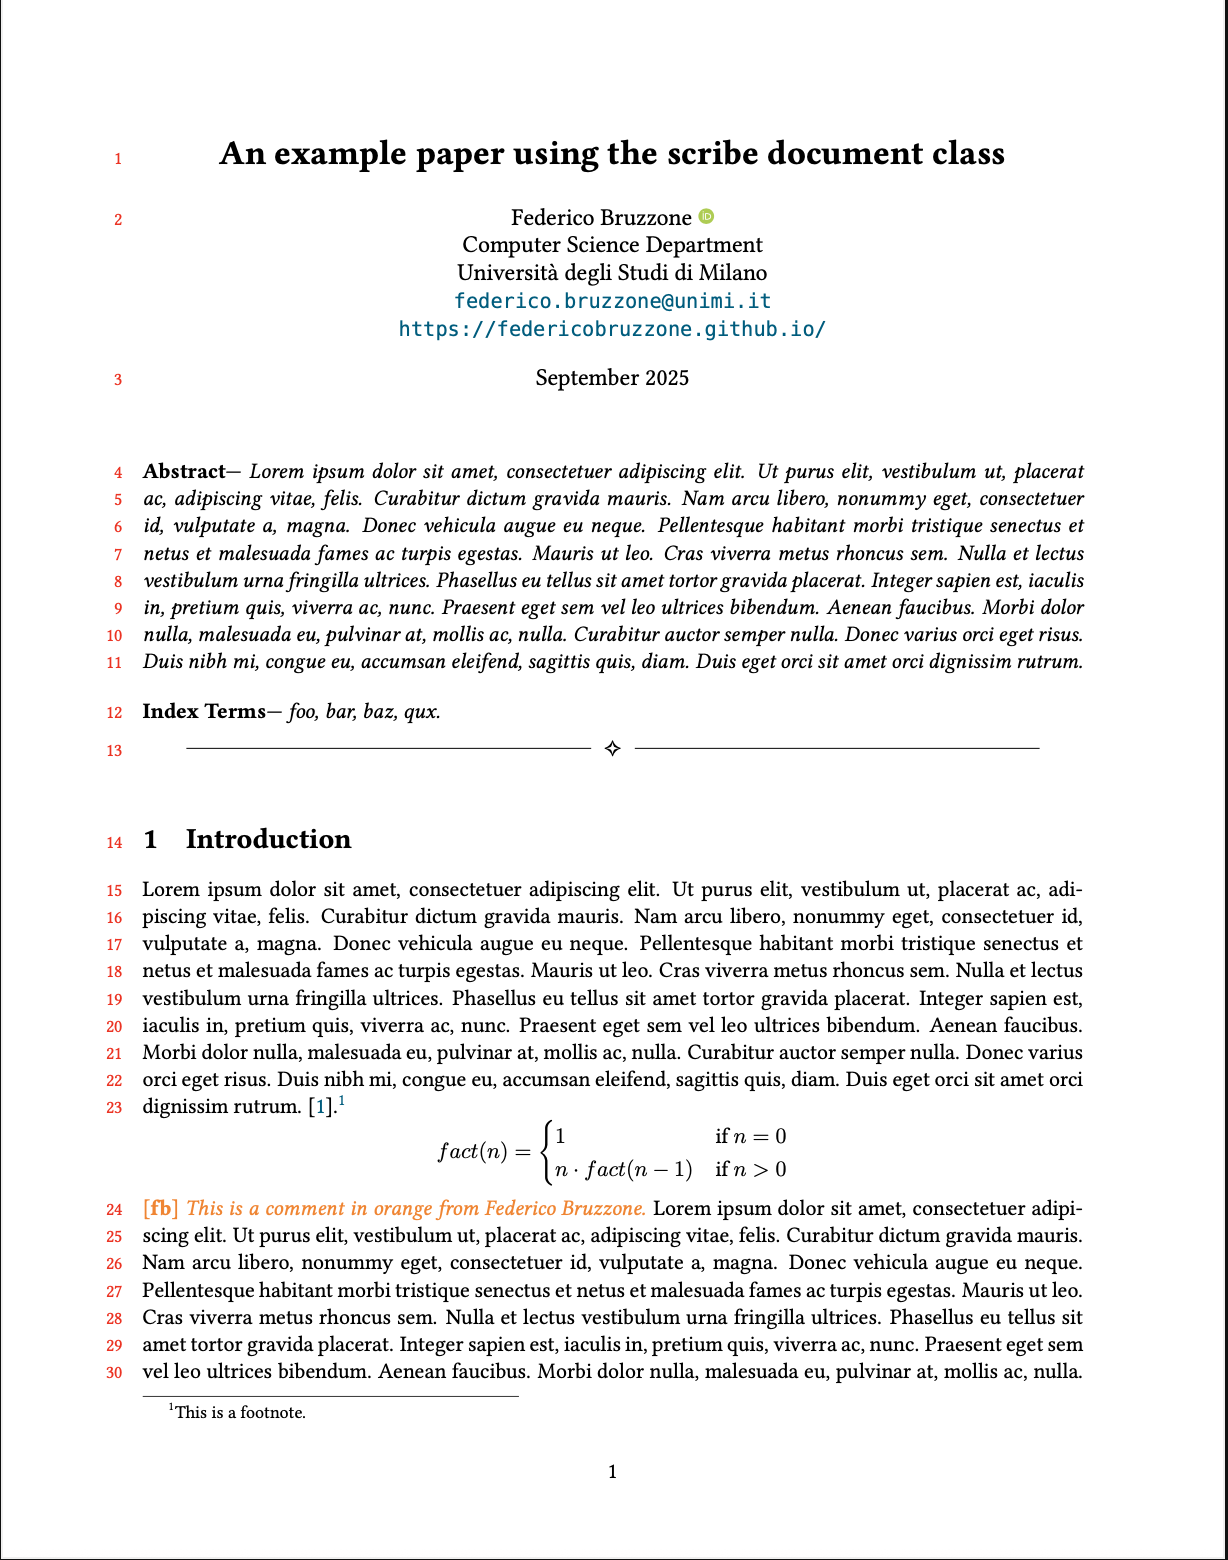 1 An example paper using the scribe document class
2 Federico Bruzzone iD
Computer Science Department
Università degli Studi di Milano
federico.bruzzone@unimi.it
https://federicobruzzone.github.io/
3 September 2025
4 Abstract— Lorem ipsum dolor sit amet, consectetuer adipiscing elit. Ut purus elit, vestibulum ut, placerat
5 ac, adipiscing vitae, felis. Curabitur dictum gravida mauris. Nam arcu libero, nonummy eget, consectetuer
6 id, vulputate a, magna. Donec vehicula augue eu neque. Pellentesque habitant morbi tristique senectus et
7 netus et malesuada fames ac turpis egestas. Mauris ut leo. Cras viverra metus rhoncus sem. Nulla et lectus
8 vestibulum urna fringilla ultrices. Phasellus eu tellus sit amet tortor gravida placerat. Integer sapien est, iaculis
9 in, pretium quis, viverra ac, nunc. Praesent eget sem vel leo ultrices bibendum. Aenean faucibus. Morbi dolor
10 nulla, malesuada eu, pulvinar at, mollis ac, nulla. Curabitur auctor semper nulla. Donec varius orci eget risus.
11 Duis nibh mi, congue eu, accumsan eleifend, sagittis quis, diam. Duis eget orci sit amet orci dignissim rutrum.
12 Index Terms— foo, bar, baz, qux.
13
14 1 Introduction
15 Lorem ipsum dolor sit amet, consectetuer adipiscing elit. Ut purus elit, vestibulum ut, placerat ac, adi-
16 piscing vitae, felis. Curabitur dictum gravida mauris. Nam arcu libero, nonummy eget, consectetuer id,
17 vulputate a, magna. Donec vehicula augue eu neque. Pellentesque habitant morbi tristique senectus et
18 netus et malesuada fames ac turpis egestas. Mauris ut leo. Cras viverra metus rhoncus sem. Nulla et lectus
19 vestibulum urna fringilla ultrices. Phasellus eu tellus sit amet tortor gravida placerat. Integer sapien est,
20 iaculis in, pretium quis, viverra ac, nunc. Praesent eget sem vel leo ultrices bibendum. Aenean faucibus.
21 Morbi dolor nulla, malesuada eu, pulvinar at, mollis ac, nulla. Curabitur auctor semper nulla. Donec varius
22 orci eget risus. Duis nibh mi, congue eu, accumsan eleifend, sagittis quis, diam. Duis eget orci sit amet orci
23 dignissim rutrum. [1].¹
fact(n) = { 1 if n = 0
n · fact(n − 1) if n > 0
24 [fb] This is a comment in orange from Federico Bruzzone. Lorem ipsum dolor sit amet, consectetuer adipi-
25 scing elit. Ut purus elit, vestibulum ut, placerat ac, adipiscing vitae, felis. Curabitur dictum gravida mauris.
26 Nam arcu libero, nonummy eget, consectetuer id, vulputate a, magna. Donec vehicula augue eu neque.
27 Pellentesque habitant morbi tristique senectus et netus et malesuada fames ac turpis egestas. Mauris ut leo.
28 Cras viverra metus rhoncus sem. Nulla et lectus vestibulum urna fringilla ultrices. Phasellus eu tellus sit
29 amet tortor gravida placerat. Integer sapien est, iaculis in, pretium quis, viverra ac, nunc. Praesent eget sem
30 vel leo ultrices bibendum. Aenean faucibus. Morbi dolor nulla, malesuada eu, pulvinar at, mollis ac, nulla.
¹This is a footnote.
1